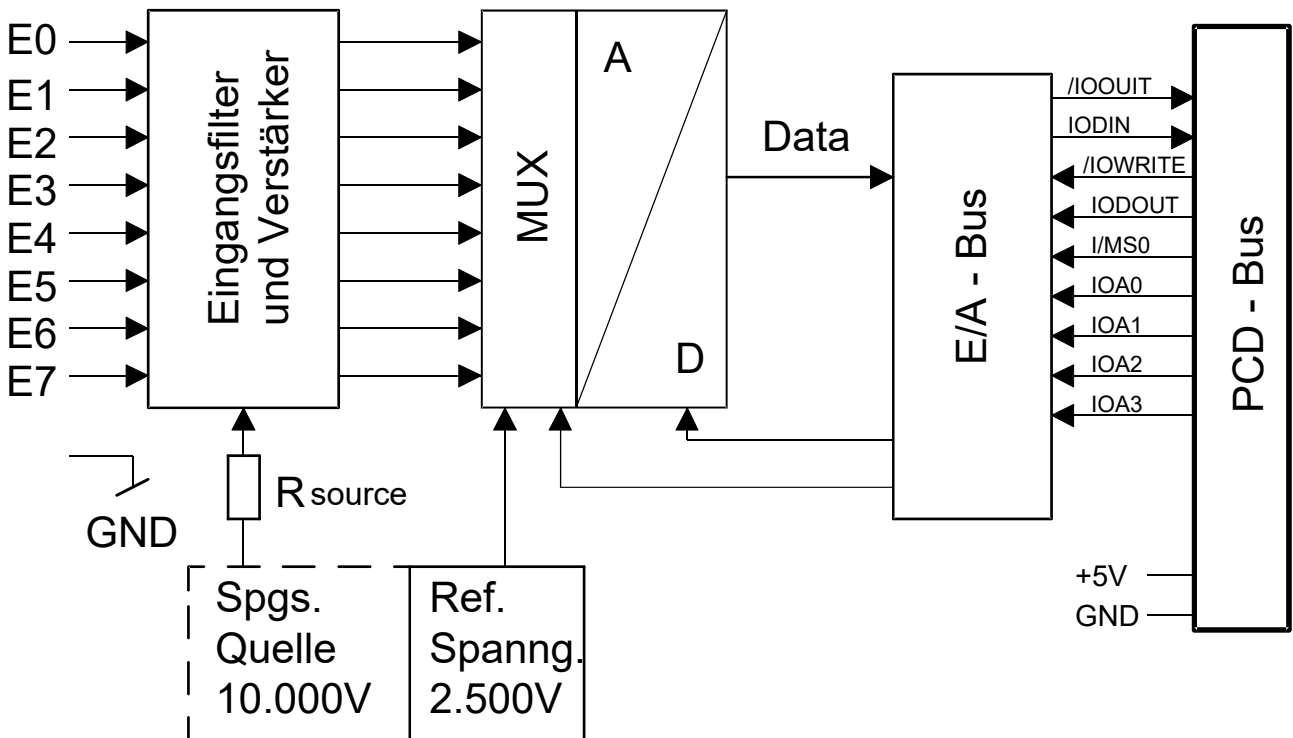 E0
E1
E2
E3
E4
E5
E6
E7
GND
Eingangsfilter
und Verstärker
R source
Spgs.
Quelle
10.000V
Ref.
Spanng.
2.500V
MUX
A
D
Data
E/A - Bus
/IOOUIT
IODIN
/IOWRITE
IODOUT
I/MS0
IOA0
IOA1
IOA2
IOA3
+5V
GND
PCD - Bus